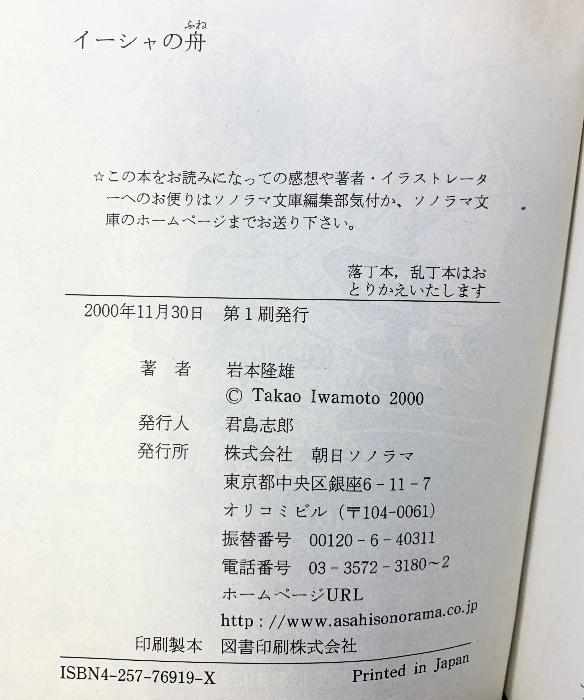 イーシャの舟
ふね
☆この本をお読みになっての感想や著者・イラストレータ
ーへのお便りはソノラマ文庫編集部気付か、ソノラマ文
庫のホームページまでお送り下さい。
落丁本，乱丁本はお
とりかえいたします
2000年11月30日　第1刷発行
著　者　岩本隆雄
© Takao Iwamoto 2000
発行人　君島志郎
発行所　株式会社　朝日ソノラマ
東京都中央区銀座6-11-7
オリコミビル（〒104-0061）
振替番号　00120-6-40311
電話番号　03-3572-3180～2
ホームページURL
http://www.asahisonorama.co.jp
印刷製本　図書印刷株式会社
ISBN4-257-76919-X　Printed in Japan